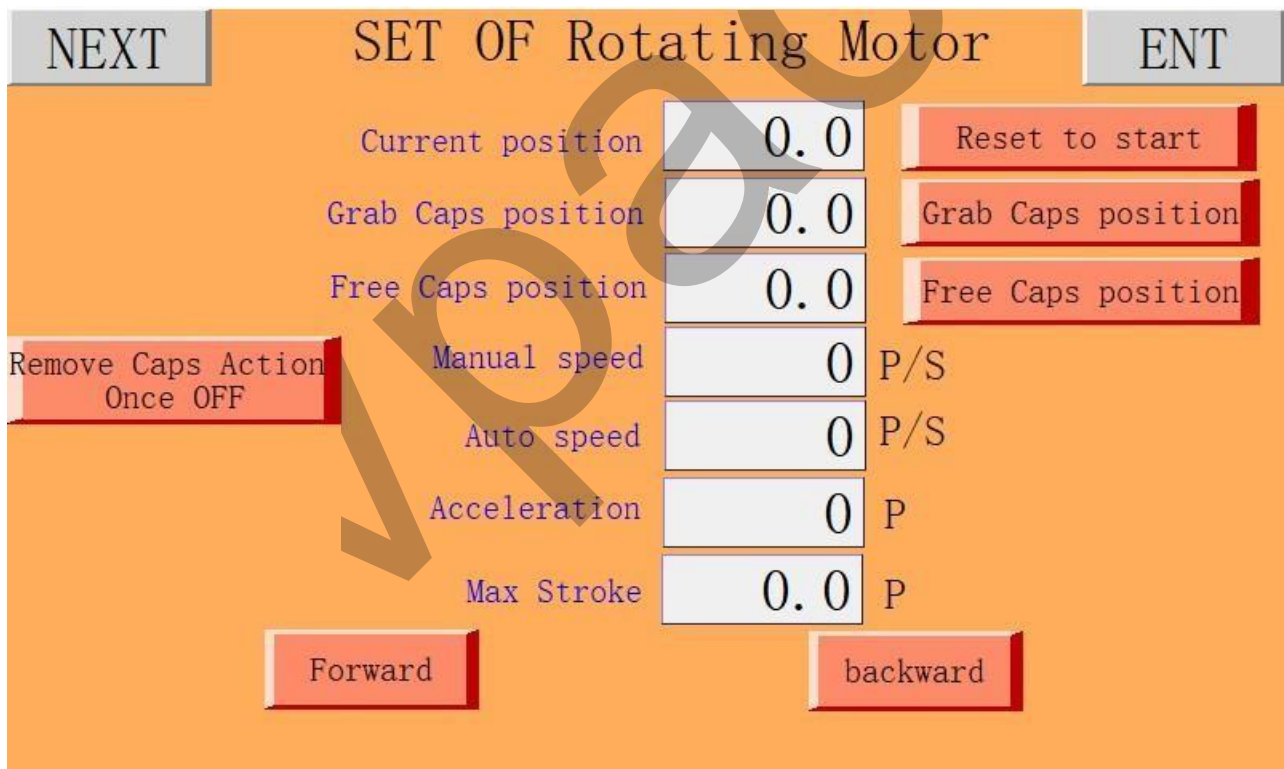 NEXT
SET OF Rotating Motor
ENT
Current position
0.0
Reset to start
Grab Caps position
0.0
Grab Caps position
Free Caps position
0.0
Free Caps position
Remove Caps Action
Once OFF
Manual speed
0 P/S
Auto speed
0 P/S
Acceleration
0 P
Max Stroke
0.0 P
Forward
backward